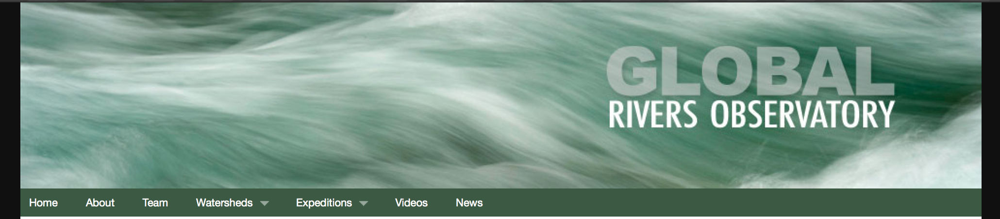 GLOBAL
RIVERS OBSERVATORY
Home About Team Watersheds Expeditions Videos News